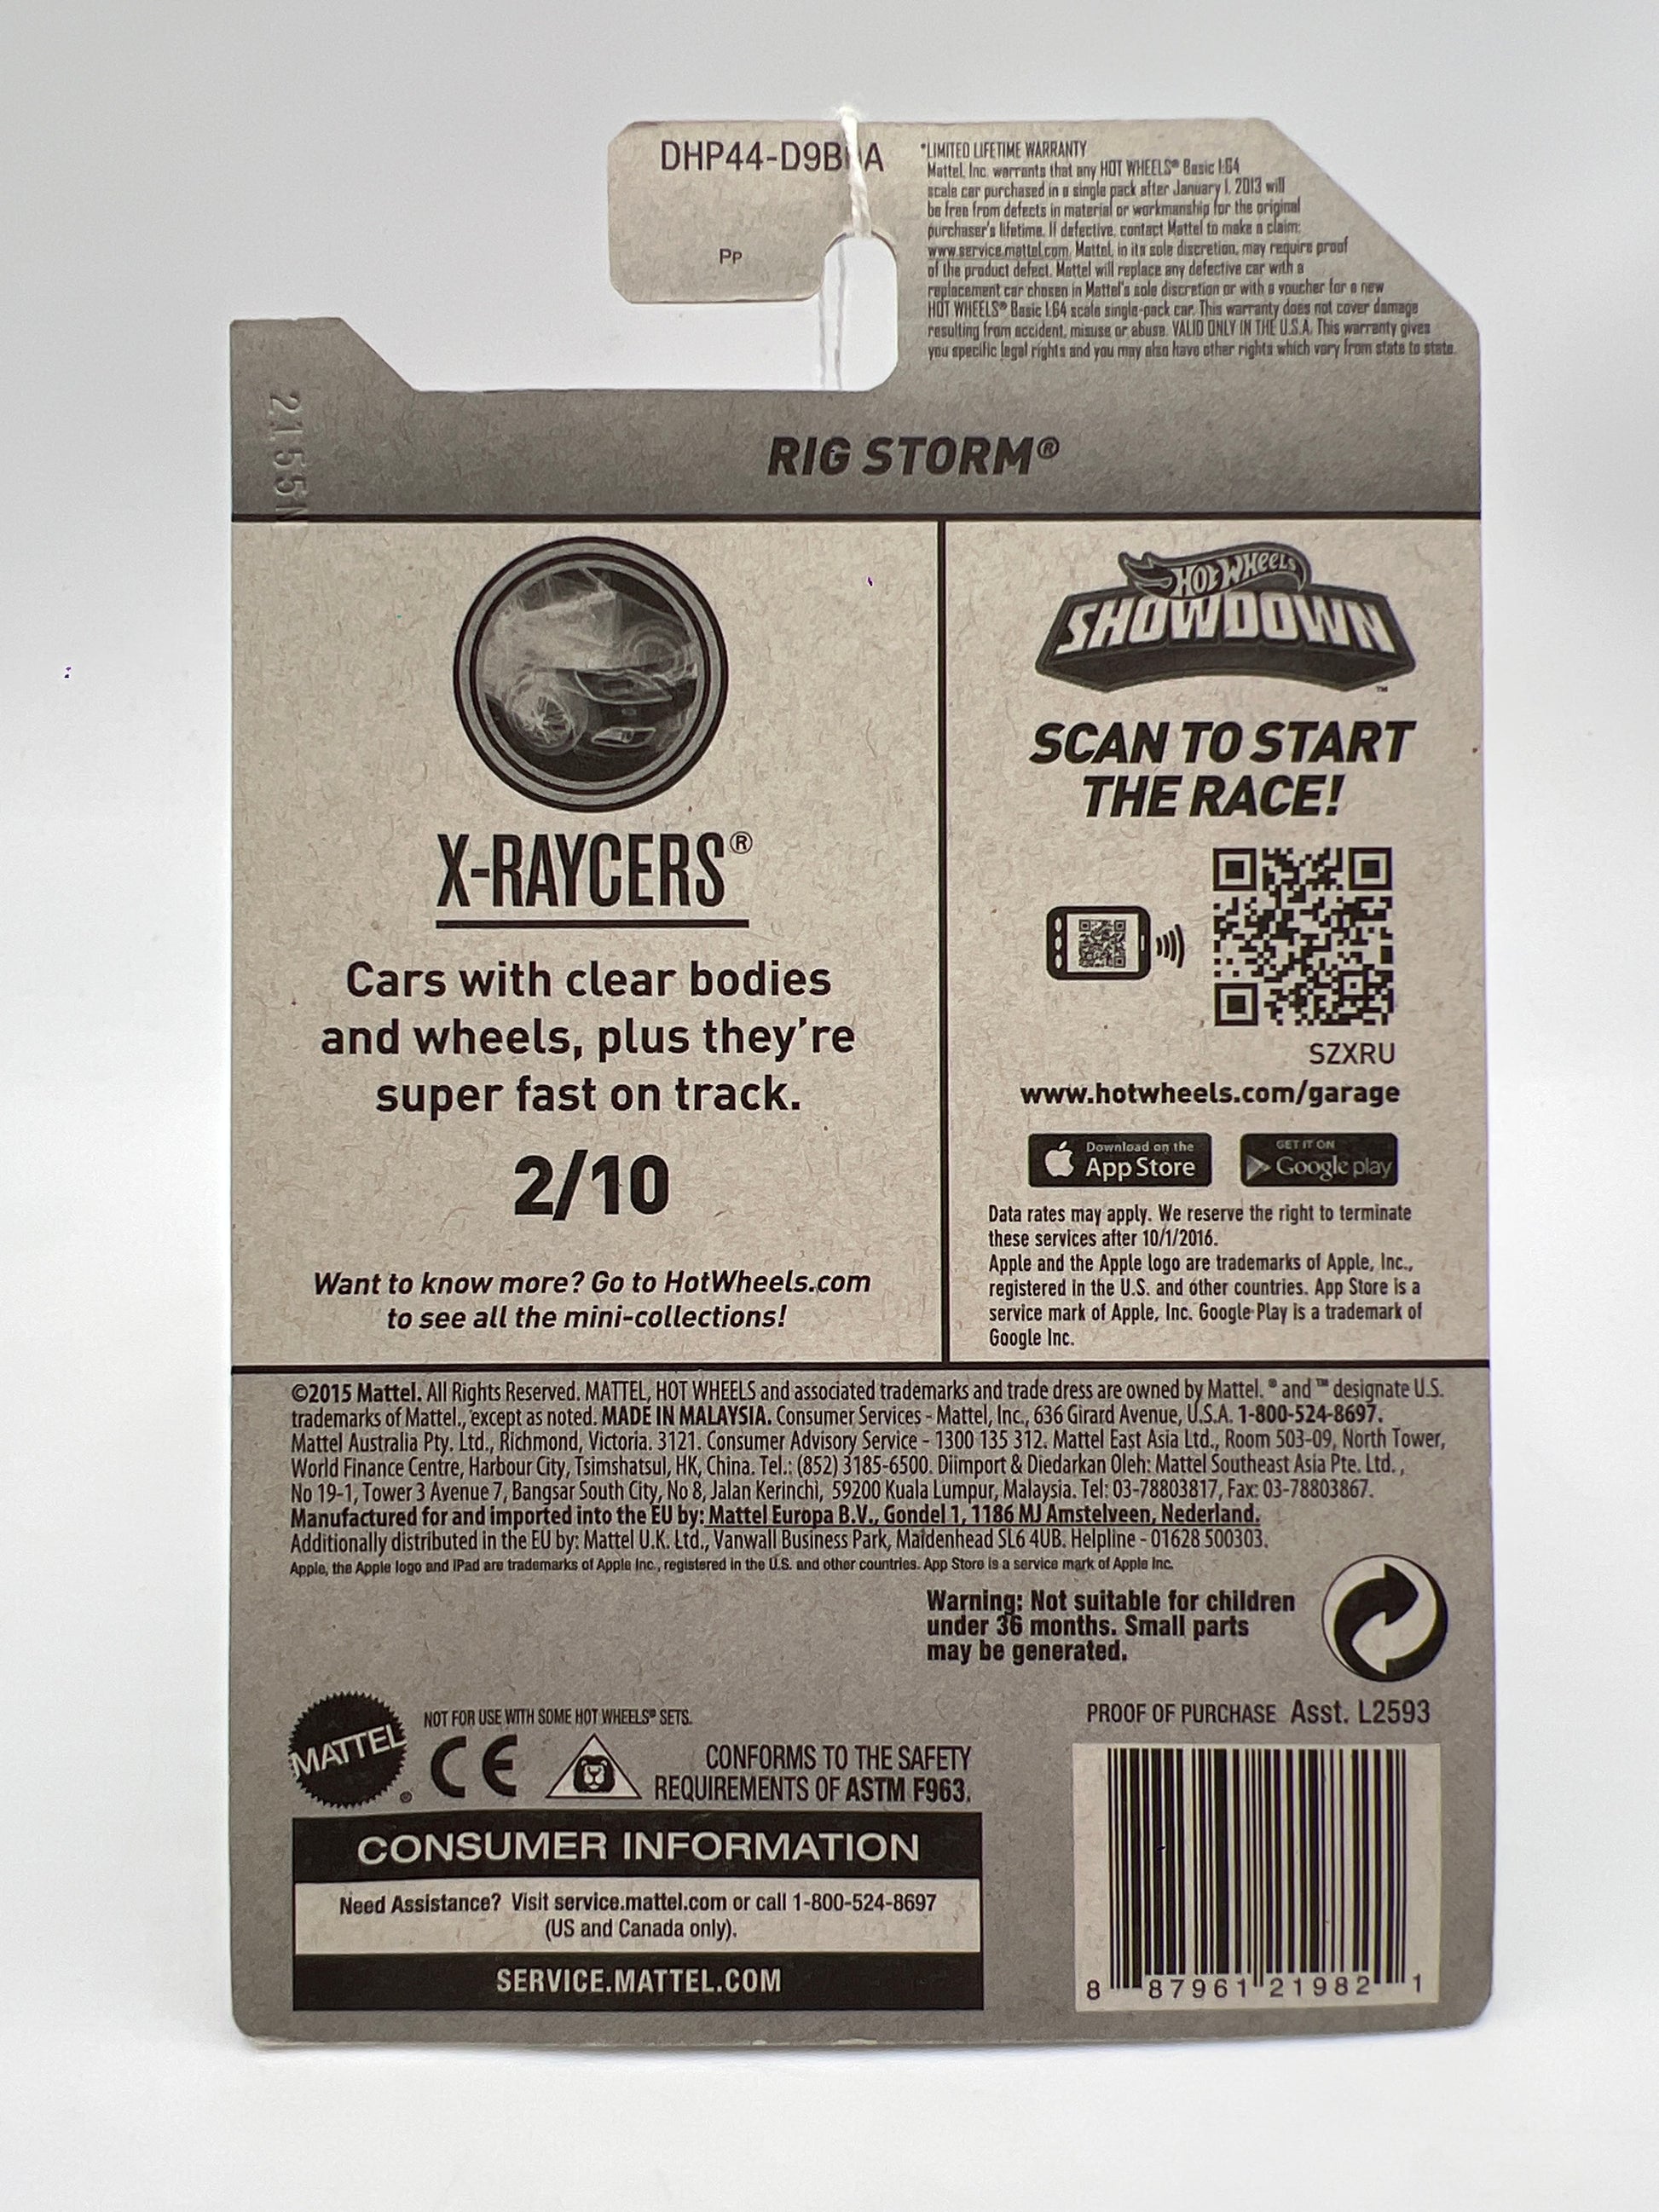 DHP44-D9B
A
Pp
*LIMITED LIFETIME WARRANTY
Mattel, Inc. warrants that any HOT WHEELS® Basic 1:64
scale car purchased in a single pack after January 1, 2013 will
be free from defects in material or workmanship for the original
purchaser's lifetime. If defective, contact Mattel to make a claim:
www.service.mattel.com. Mattel, in its sole discretion, may require proof
of the product defect. Mattel will replace any defective car with a
replacement car chosen in Mattel's sole discretion or with a voucher for a new
HOT WHEELS® Basic 1:64 scale single-pack car. This warranty does not cover damage
resulting from accident, misuse or abuse. VALID ONLY IN THE U.S.A. This warranty gives
you specific legal rights and you may also have other rights which vary from state to state.
2155N
RIG STORM®
X-RAYCERS®
Cars with clear bodies
and wheels, plus they're
super fast on track.
2/10
Want to know more? Go to HotWheels.com
to see all the mini-collections!
Hot Wheels
SHOWDOWN™
SCAN TO START
THE RACE!
SZXRU
www.hotwheels.com/garage
Download on the
App Store
GET IT ON
Google play
Data rates may apply. We reserve the right to terminate
these services after 10/1/2016.
Apple and the Apple logo are trademarks of Apple, Inc.,
registered in the U.S. and other countries. App Store is a
service mark of Apple, Inc. Google Play is a trademark of
Google Inc.
©2015 Mattel. All Rights Reserved. MATTEL, HOT WHEELS and associated trademarks and trade dress are owned by Mattel. ® and ™ designate U.S.
trademarks of Mattel., except as noted. MADE IN MALAYSIA. Consumer Services - Mattel, Inc., 636 Girard Avenue, U.S.A. 1-800-524-8697.
Mattel Australia Pty. Ltd., Richmond, Victoria. 3121. Consumer Advisory Service - 1300 135 312. Mattel East Asia Ltd., Room 503-09, North Tower,
World Finance Centre, Harbour City, Tsimshatsui, HK, China. Tel.: (852) 3185-6500. Diimport & Diedarkan Oleh: Mattel Southeast Asia Pte. Ltd.,
No 19-1, Tower 3 Avenue 7, Bangsar South City, No 8, Jalan Kerinchi, 59200 Kuala Lumpur, Malaysia. Tel: 03-78803817, Fax: 03-78803867.
Manufactured for and imported into the EU by: Mattel Europa B.V., Gondel 1, 1186 MJ Amstelveen, Nederland.
Additionally distributed in the EU by: Mattel U.K. Ltd., Vanwall Business Park, Maidenhead SL6 4UB. Helpline - 01628 500303.
Apple, the Apple logo and iPad are trademarks of Apple Inc., registered in the U.S. and other countries. App Store is a service mark of Apple Inc.
Warning: Not suitable for children
under 36 months. Small parts
may be generated.
MATTEL®
NOT FOR USE WITH SOME HOT WHEELS® SETS.
CE
CONFORMS TO THE SAFETY
REQUIREMENTS OF ASTM F963.
PROOF OF PURCHASE Asst. L2593
CONSUMER INFORMATION
Need Assistance? Visit service.mattel.com or call 1-800-524-8697
(US and Canada only).
SERVICE.MATTEL.COM
8 87961 21982 1